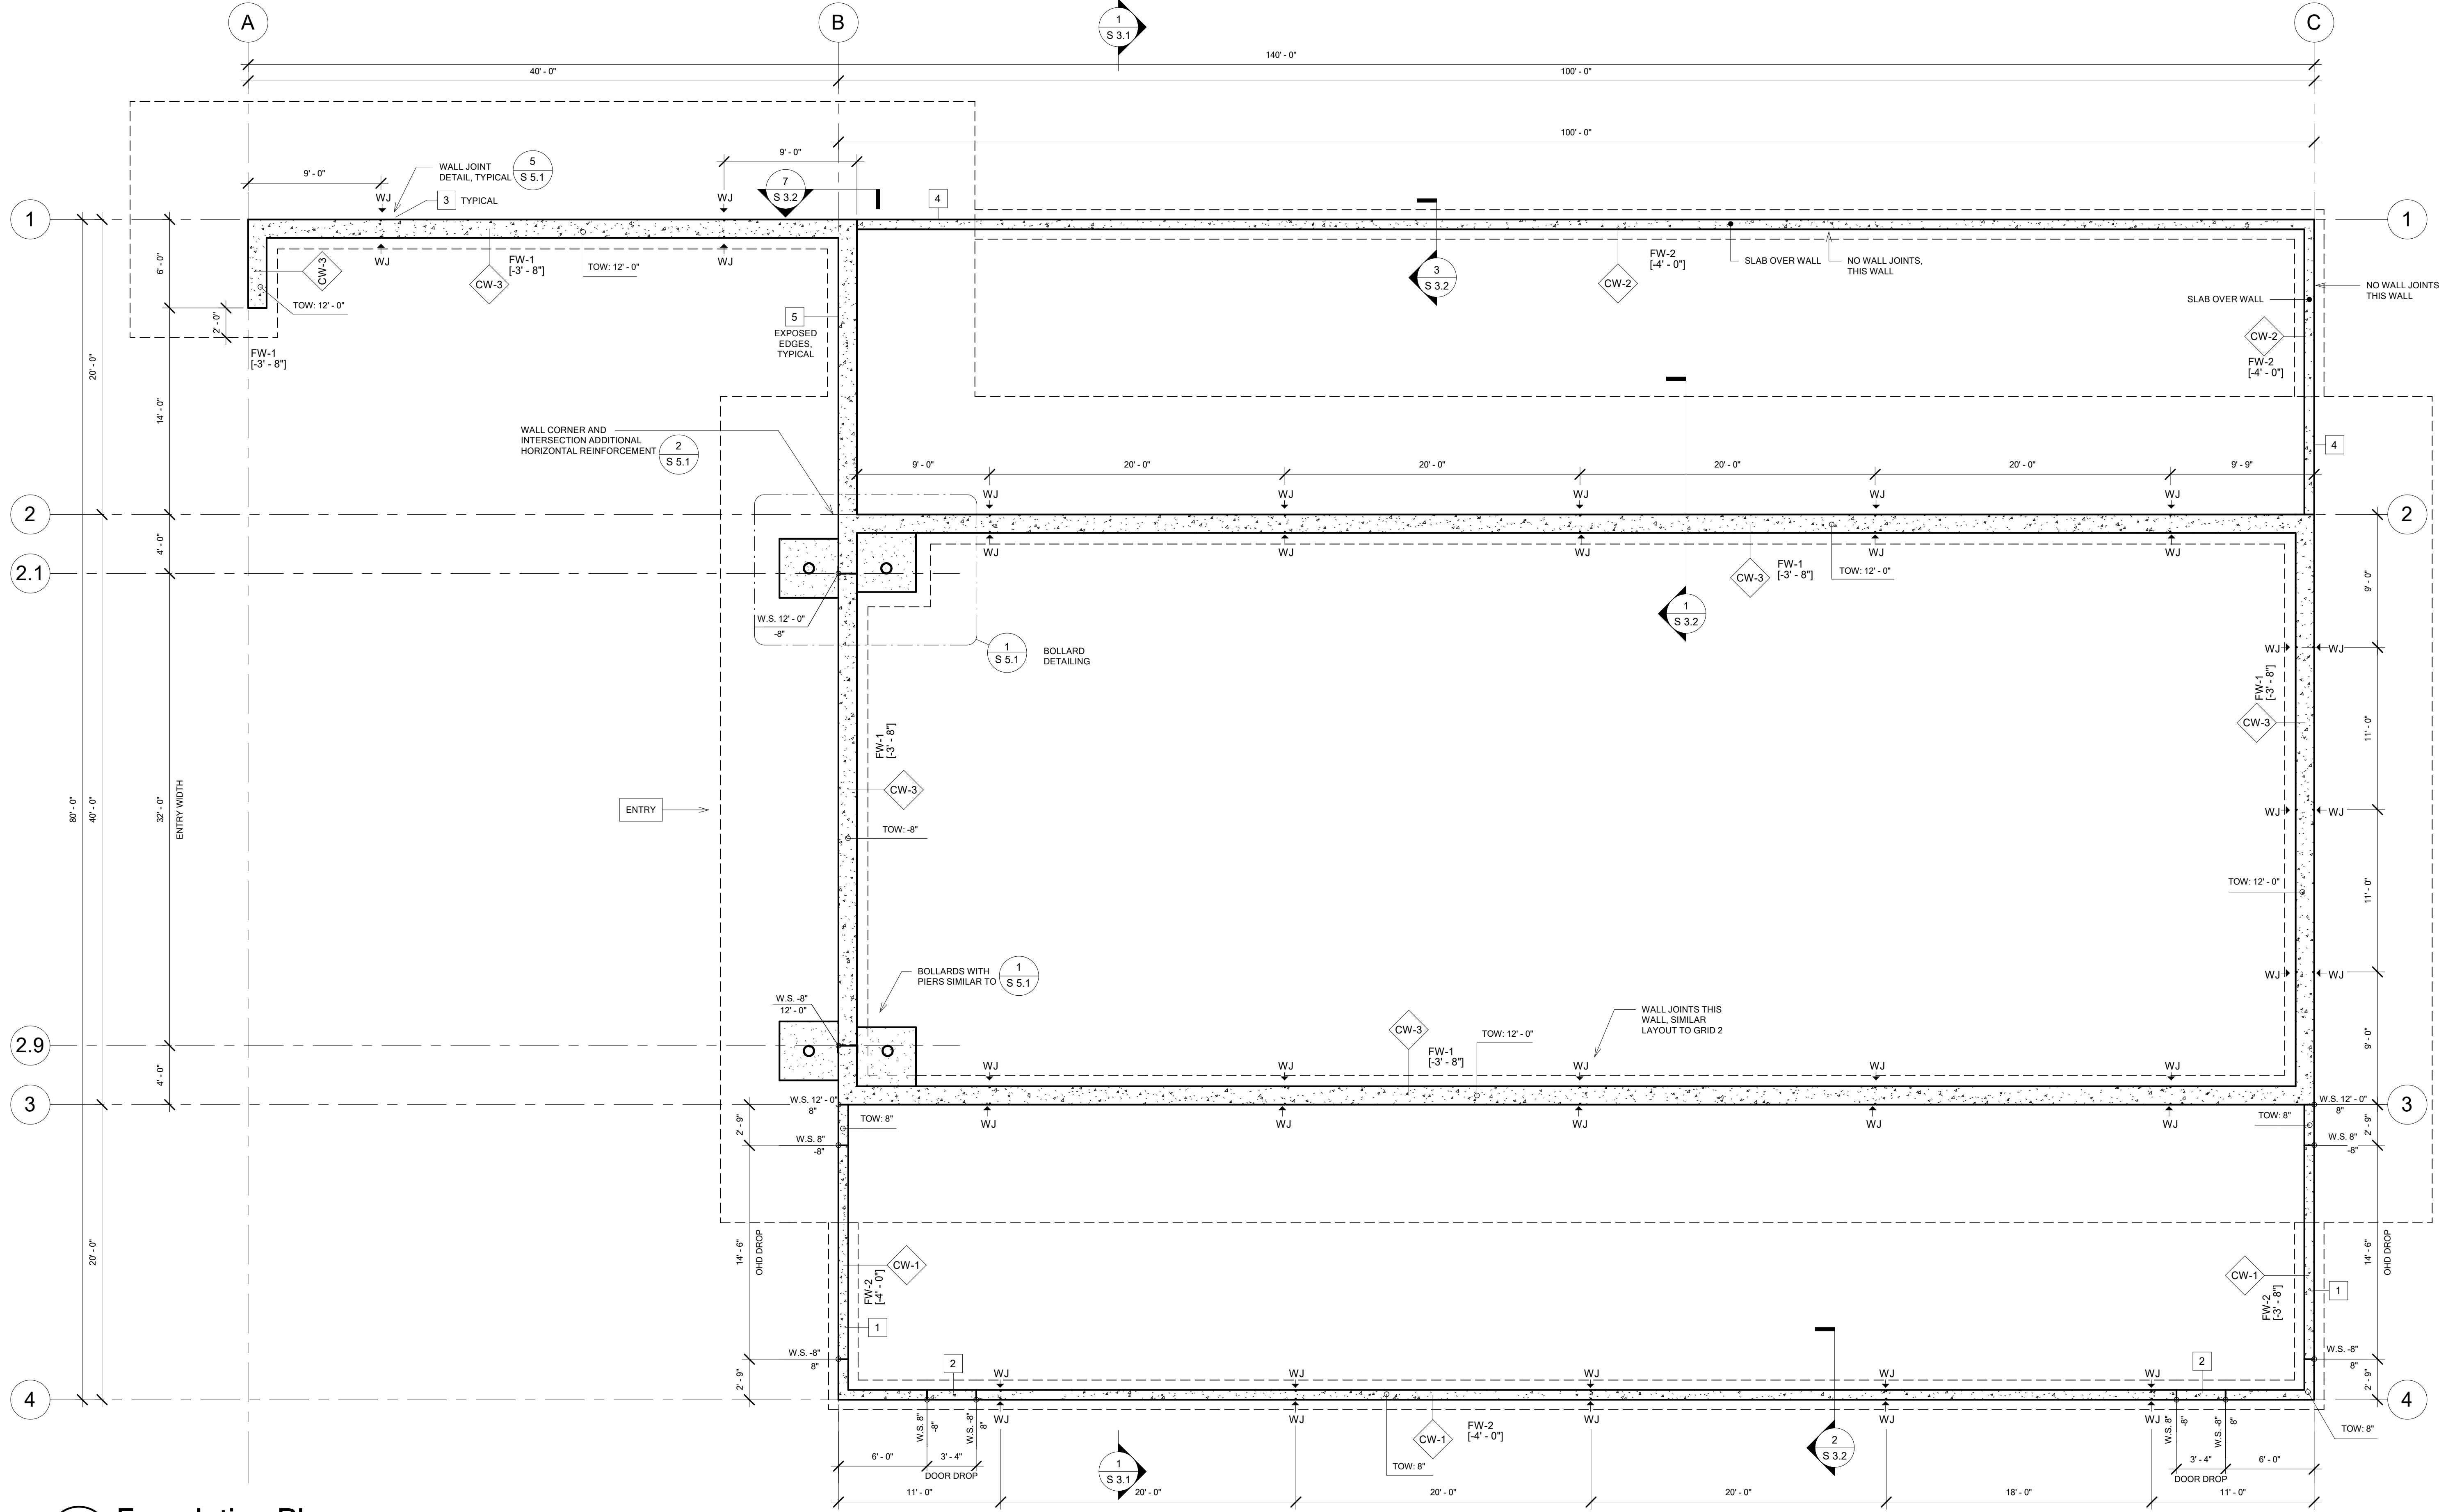 A
B
1
S 3.1
C
140' - 0"
40' - 0"
100' - 0"
100' - 0"
9' - 0"
9' - 0"
WALL JOINT
DETAIL, TYPICAL
5
S 5.1
3
TYPICAL
7
S 3.2
4
WJ
WJ
1
1
WJ
WJ
6' - 0"
CW-3
CW-3
FW-1
[-3' - 8"]
TOW: 12' - 0"
TOW: 12' - 0"
2' - 0"
FW-1
[-3' - 8"]
5
EXPOSED
EDGES,
TYPICAL
3
S 3.2
CW-2
FW-2
[-4' - 0"]
SLAB OVER WALL
NO WALL JOINTS,
THIS WALL
SLAB OVER WALL
NO WALL JOINTS
THIS WALL
CW-2
FW-2
[-4' - 0"]
20' - 0"
14' - 0"
WALL CORNER AND
INTERSECTION ADDITIONAL
HORIZONTAL REINFORCEMENT
2
S 5.1
4
9' - 0"
20' - 0"
20' - 0"
20' - 0"
20' - 0"
9' - 9"
WJ
WJ
WJ
WJ
WJ
2
2
WJ
WJ
WJ
WJ
WJ
4' - 0"
2.1
CW-3
FW-1
[-3' - 8"]
TOW: 12' - 0"
9' - 0"
W.S. 12' - 0"
-8"
1
S 3.2
1
S 5.1
BOLLARD
DETAILING
WJ
WJ
FW-1
[-3' - 8"]
CW-3
11' - 0"
FW-1
[-3' - 8"]
CW-3
80' - 0"
40' - 0"
32' - 0"
ENTRY WIDTH
ENTRY
WJ
WJ
TOW: -8"
TOW: 12' - 0"
11' - 0"
BOLLARDS WITH
PIERS SIMILAR TO
1
S 5.1
WJ
WJ
W.S. -8"
12' - 0"
WALL JOINTS THIS
WALL, SIMILAR
LAYOUT TO GRID 2
CW-3
FW-1
[-3' - 8"]
TOW: 12' - 0"
9' - 0"
2.9
WJ
WJ
WJ
WJ
WJ
4' - 0"
3
3
W.S. 12' - 0"
8"
W.S. 12' - 0"
8"
WJ
WJ
WJ
WJ
WJ
TOW: 8"
TOW: 8"
2' - 9"
2' - 9"
W.S. 8"
-8"
W.S. 8"
-8"
20' - 0"
14' - 6"
OHD DROP
CW-1
FW-2
[-4' - 0"]
1
CW-1
FW-2
[-3' - 8"]
1
14' - 6"
OHD DROP
W.S. -8"
8"
W.S. -8"
8"
2' - 9"
2' - 9"
2
2
WJ
WJ
WJ
WJ
WJ
4
4
WJ
WJ
WJ
WJ
WJ
W.S. 8"
-8"
W.S. -8"
8"
W.S. 8"
-8"
W.S. -8"
8"
CW-1
FW-2
[-4' - 0"]
TOW: 8"
2
S 3.2
TOW: 8"
6' - 0"
3' - 4"
DOOR DROP
1
S 3.1
3' - 4"
DOOR DROP
6' - 0"
11' - 0"
20' - 0"
20' - 0"
20' - 0"
18' - 0"
11' - 0"